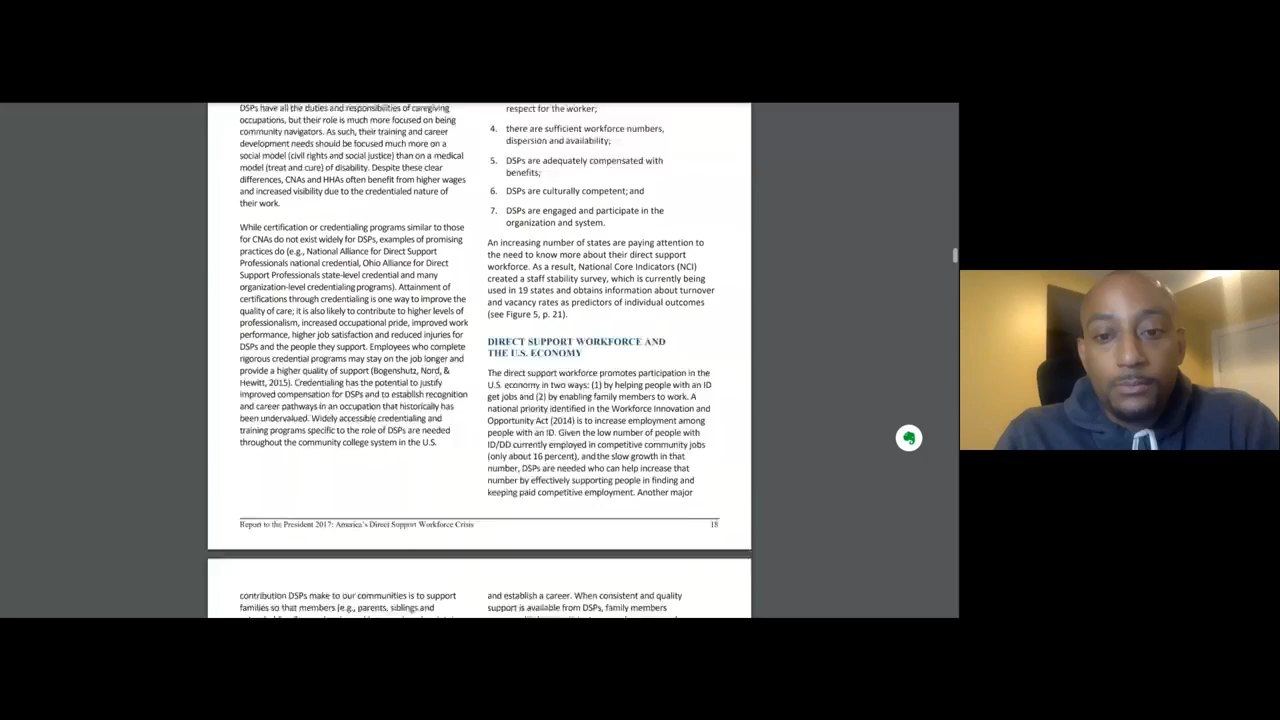 DSPs have all the duties and responsibilities of caregiving
occupations, but their role is much more focused on being
community navigators. As such, their training and career
development needs should be focused much more on a
social model (civil rights and social justice) than on a medical
model (treat and cure) of disability. Despite these clear
differences, CNAs and HHAs often benefit from higher wages
and increased visibility due to the credentialed nature of
their work.
While certification or credentialing programs similar to those
for CNAs do not exist widely for DSPs, examples of promising
practices do (e.g., National Alliance for Direct Support
Professionals national credential, Ohio Alliance for Direct
Support Professionals state-level credential and many
organization-level credentialing programs). Attainment of
certifications through credentialing is one way to improve the
quality of care; it is also likely to contribute to higher levels of
professionalism, increased occupational pride, improved work
performance, higher job satisfaction and reduced injuries for
DSPs and the people they support. Employees who complete
rigorous credential programs may stay on the job longer and
provide a higher quality of support (Bogenshutz, Nord, &
Hewitt, 2015). Credentialing has the potential to justify
improved compensation for DSPs and to establish recognition
and career pathways in an occupation that historically has
been undervalued. Widely accessible credentialing and
training programs specific to the role of DSPs are needed
throughout the community college system in the U.S.
respect for the worker;
4. there are sufficient workforce numbers,
dispersion and availability;
5. DSPs are adequately compensated with
benefits;
6. DSPs are culturally competent; and
7. DSPs are engaged and participate in the
organization and system.
An increasing number of states are paying attention to
the need to know more about their direct support
workforce. As a result, National Core Indicators (NCI)
created a staff stability survey, which is currently being
used in 19 states and obtains information about turnover
and vacancy rates as predictors of individual outcomes
(see Figure 5, p. 21).
DIRECT SUPPORT WORKFORCE AND
THE U.S. ECONOMY
The direct support workforce promotes participation in the
U.S. economy in two ways: (1) by helping people with an ID
get jobs and (2) by enabling family members to work. A
national priority identified in the Workforce Innovation and
Opportunity Act (2014) is to increase employment among
people with an ID. Given the low number of people with
ID/DD currently employed in competitive community jobs
(only about 16 percent), and the slow growth in that
number, DSPs are needed who can help increase that
number by effectively supporting people in finding and
keeping paid competitive employment. Another major
Report to the President 2017: America's Direct Support Workforce Crisis 18
contribution DSPs make to our communities is to support
families so that members (e.g., parents, siblings and
and establish a career. When consistent and quality
support is available from DSPs, family members